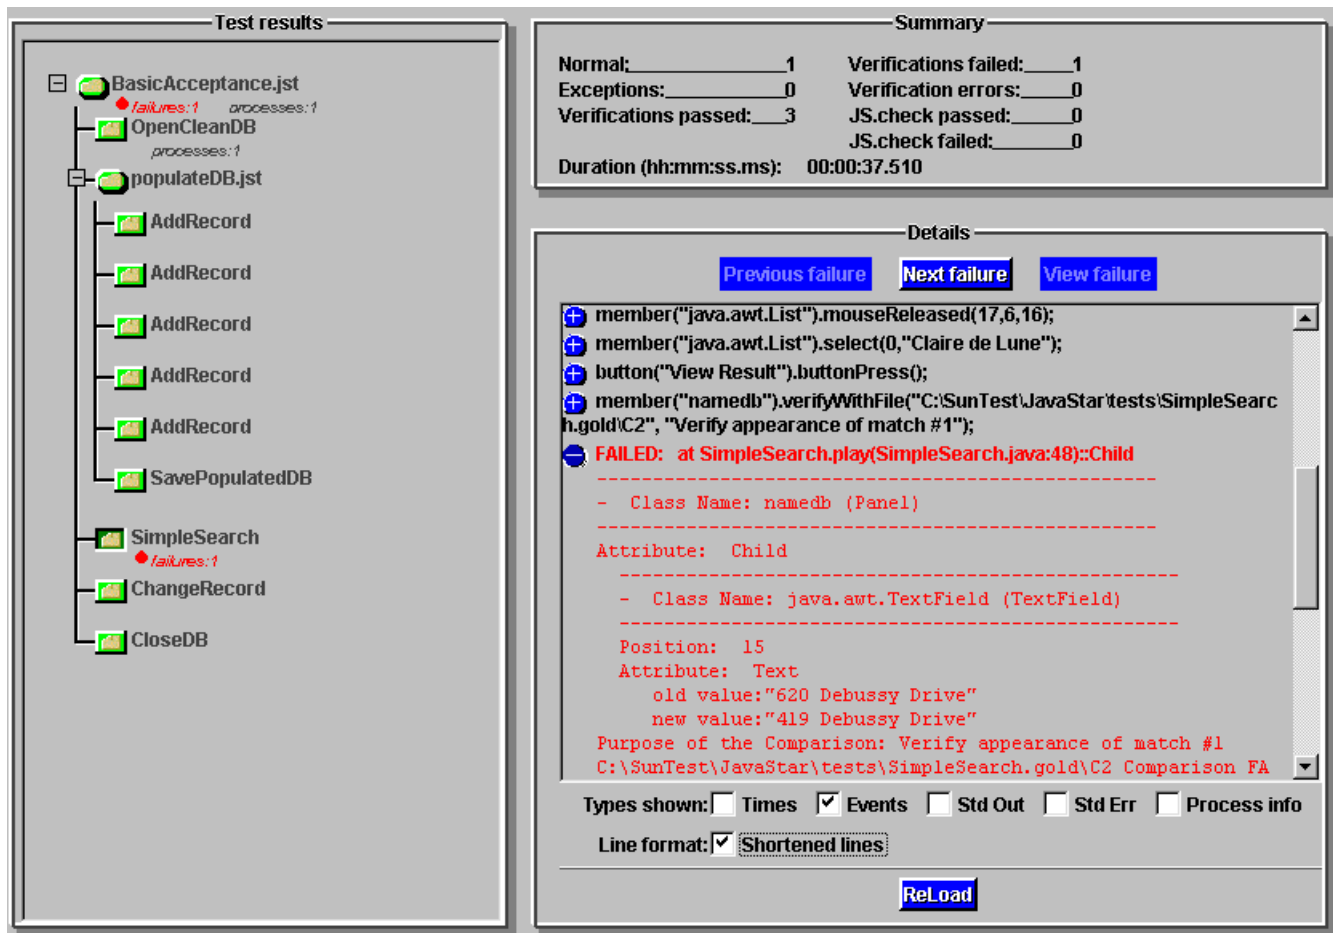 Test results
BasicAcceptance.jst
failures:1 processes:1
OpenCleanDB
processes:1
populateDB.jst
AddRecord
AddRecord
AddRecord
AddRecord
AddRecord
SavePopulatedDB
SimpleSearch
failures:1
ChangeRecord
CloseDB
Summary
Normal:1 Verifications failed:1
Exceptions:0 Verification errors:0
Verifications passed:3 JS.check passed:0
JS.check failed:0
Duration (hh:mm:ss.ms): 00:00:37.510
Details
Previous failure Next failure View failure
member("java.awt.List").mouseReleased(17,6,16);
member("java.awt.List").select(0,"Claire de Lune");
button("View Result").buttonPress();
member("namedb").verifyWithFile("C:\SunTest\JavaStar\tests\SimpleSearc
h.gold\C2", "Verify appearance of match #1");
FAILED: at SimpleSearch.play(SimpleSearch.java:48)::Child
--------------------------------------------------
- Class Name: namedb (Panel)
--------------------------------------------------
Attribute: Child
--------------------------------------------------
- Class Name: java.awt.TextField (TextField)
--------------------------------------------------
Position: 15
Attribute: Text
old value:"620 Debussy Drive"
new value:"419 Debussy Drive"
Purpose of the Comparison: Verify appearance of match #1
C:\SunTest\JavaStar\tests\SimpleSearch.gold\C2 Comparison FA
Types shown: Times Events Std Out Std Err Process info
Line format: Shortened lines
ReLoad